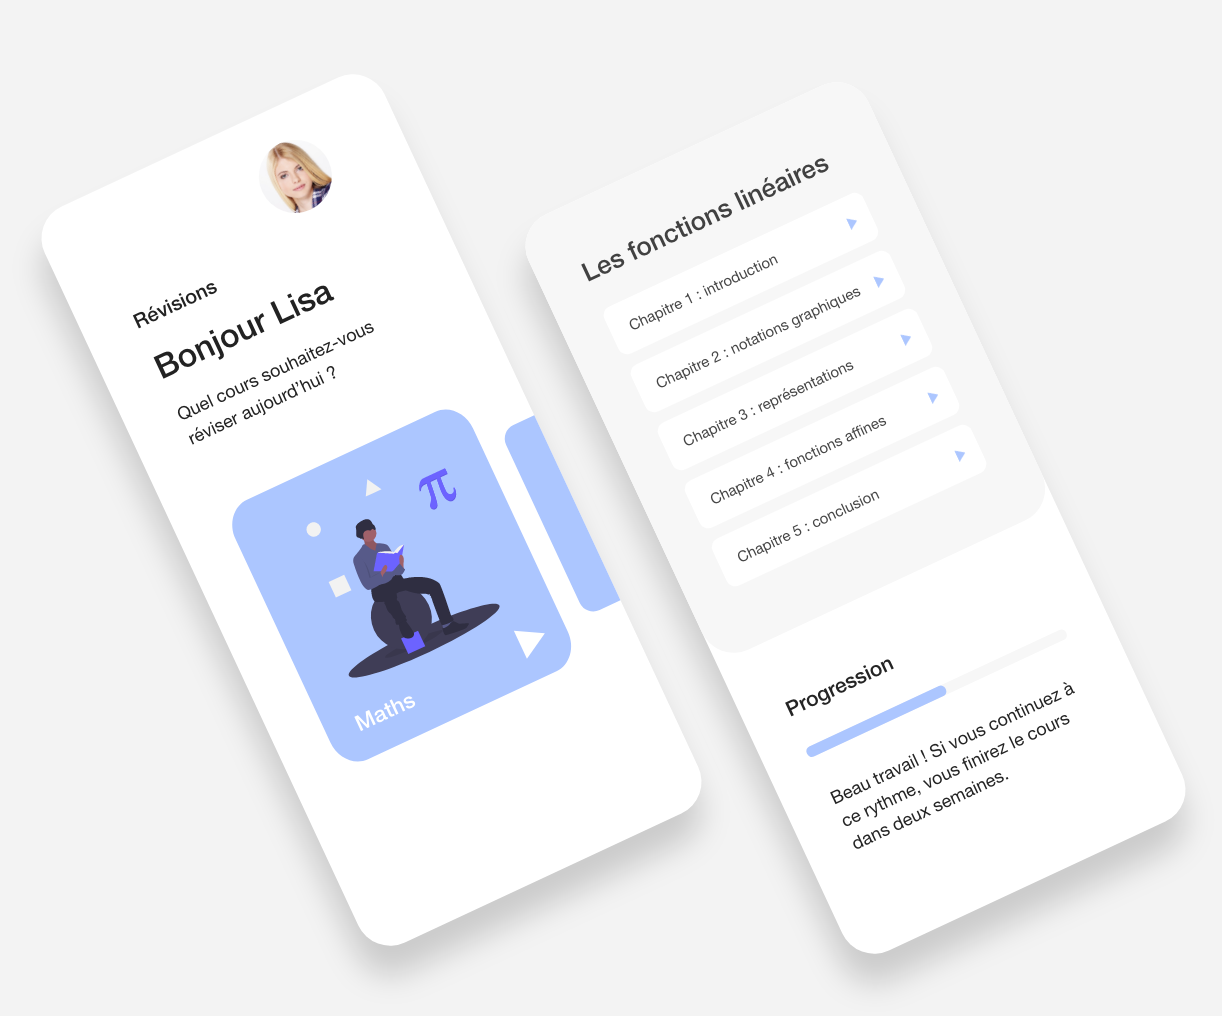 Révisions
Bonjour Lisa
Quel cours souhaitez-vous
réviser aujourd’hui ?
π
Maths
Les fonctions linéaires
Chapitre 1 : introduction
Chapitre 2 : notations graphiques
Chapitre 3 : représentations
Chapitre 4 : fonctions affines
Chapitre 5 : conclusion
Progression
Beau travail ! Si vous continuez à
ce rythme, vous finirez le cours
dans deux semaines.